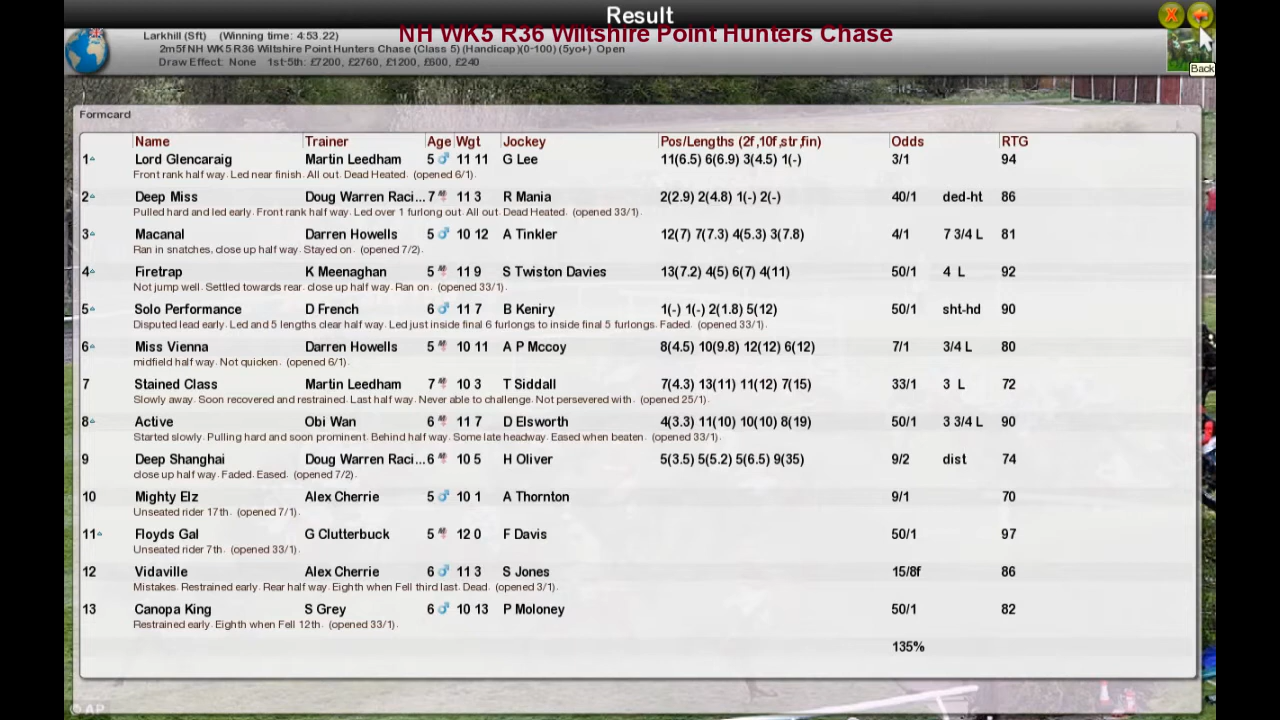 Result
NH WK5 R36 Wiltshire Point Hunters Chase
Larkhill (Sft) (Winning time: 4:53.22)
2m5f NH WK5 R36 Wiltshire Point Hunters Chase (Class 5) (Handicap)(0-100) (5yo+) Open
Draw Effect: None 1st-5th: £7200, £2760, £1200, £600, £240
Back
Formcard
Name Trainer Age Wgt Jockey Pos/Lengths (2f,10f,str,fin) Odds RTG
1 Lord Glencaraig Martin Leedham 5 11 11 G Lee 11(6.5) 6(6.9) 3(4.5) 1(-) 3/1 94
Front rank half way. Led near finish. All out. Dead Heated. (opened 6/1).
2 Deep Miss Doug Warren Raci... 7 11 3 R Mania 2(2.9) 2(4.8) 1(-) 2(-) 40/1 ded-ht 86
Pulled hard and led early. Front rank half way. Led over 1 furlong out. All out. Dead Heated. (opened 33/1).
3 Macanal Darren Howells 5 10 12 A Tinkler 12(7) 7(7.3) 4(5.3) 3(7.8) 4/1 7 3/4 L 81
Ran in snatches, close up half way. Stayed on. (opened 7/2).
4 Firetrap K Meenaghan 5 11 9 S Twiston Davies 13(7.2) 4(5) 6(7) 4(11) 50/1 4 L 92
Not jump well. Settled towards rear. close up half way. Ran on. (opened 33/1).
5 Solo Performance D French 6 11 7 B Keniry 1(-) 1(-) 2(1.8) 5(12) 50/1 sht-hd 90
Disputed lead early. Led and 5 lengths clear half way. Led just inside final 6 furlongs to inside final 5 furlongs. Faded. (opened 33/1).
6 Miss Vienna Darren Howells 5 10 11 A P Mccoy 8(4.5) 10(9.8) 12(12) 6(12) 7/1 3/4 L 80
midfield half way. Not quicken. (opened 6/1).
7 Stained Class Martin Leedham 7 10 3 T Siddall 7(4.3) 13(11) 11(12) 7(15) 33/1 3 L 72
Slowly away. Soon recovered and restrained. Last half way. Never able to challenge. Not persevered with. (opened 25/1).
8 Active Obi Wan 6 11 7 D Elsworth 4(3.3) 11(10) 10(10) 8(19) 50/1 3 3/4 L 90
Started slowly. Pulling hard and soon prominent. Behind half way. Some late headway. Eased when beaten. (opened 33/1).
9 Deep Shanghai Doug Warren Raci... 6 10 5 H Oliver 5(3.5) 5(5.2) 5(6.5) 9(35) 9/2 dist 74
close up half way. Faded. Eased. (opened 7/2).
10 Mighty Elz Alex Cherrie 5 10 1 A Thornton 9/1 70
Unseated rider 17th. (opened 7/1).
11 Floyds Gal G Clutterbuck 5 12 0 F Davis 50/1 97
Unseated rider 7th. (opened 33/1).
12 Vidaville Alex Cherrie 6 11 3 S Jones 15/8f 86
Mistakes. Restrained early. Rear half way. Eighth when Fell third last. Dead. (opened 3/1).
13 Canopa King S Grey 6 10 13 P Moloney 50/1 82
Restrained early. Eighth when Fell 12th. (opened 33/1).
135%
© AP